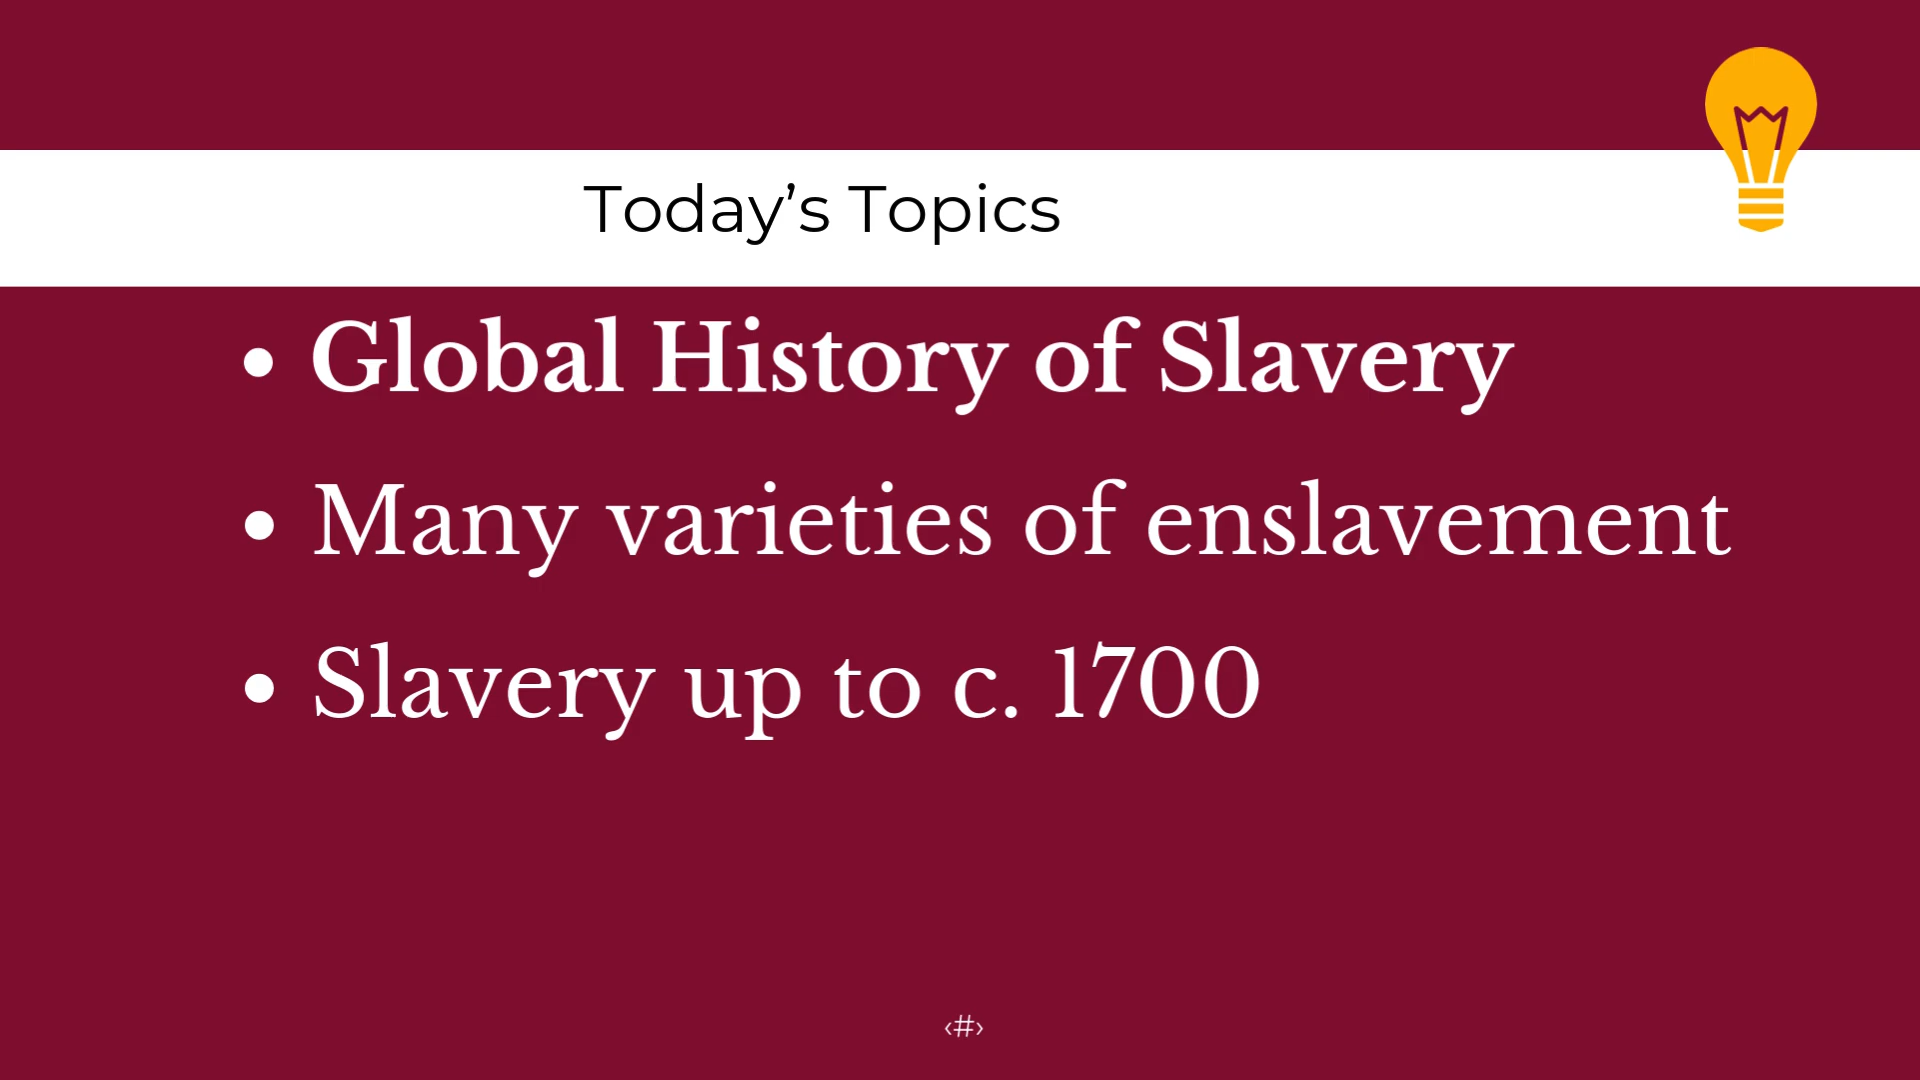 Today’s Topics
• Global History of Slavery
• Many varieties of enslavement
• Slavery up to c. 1700
‹#›